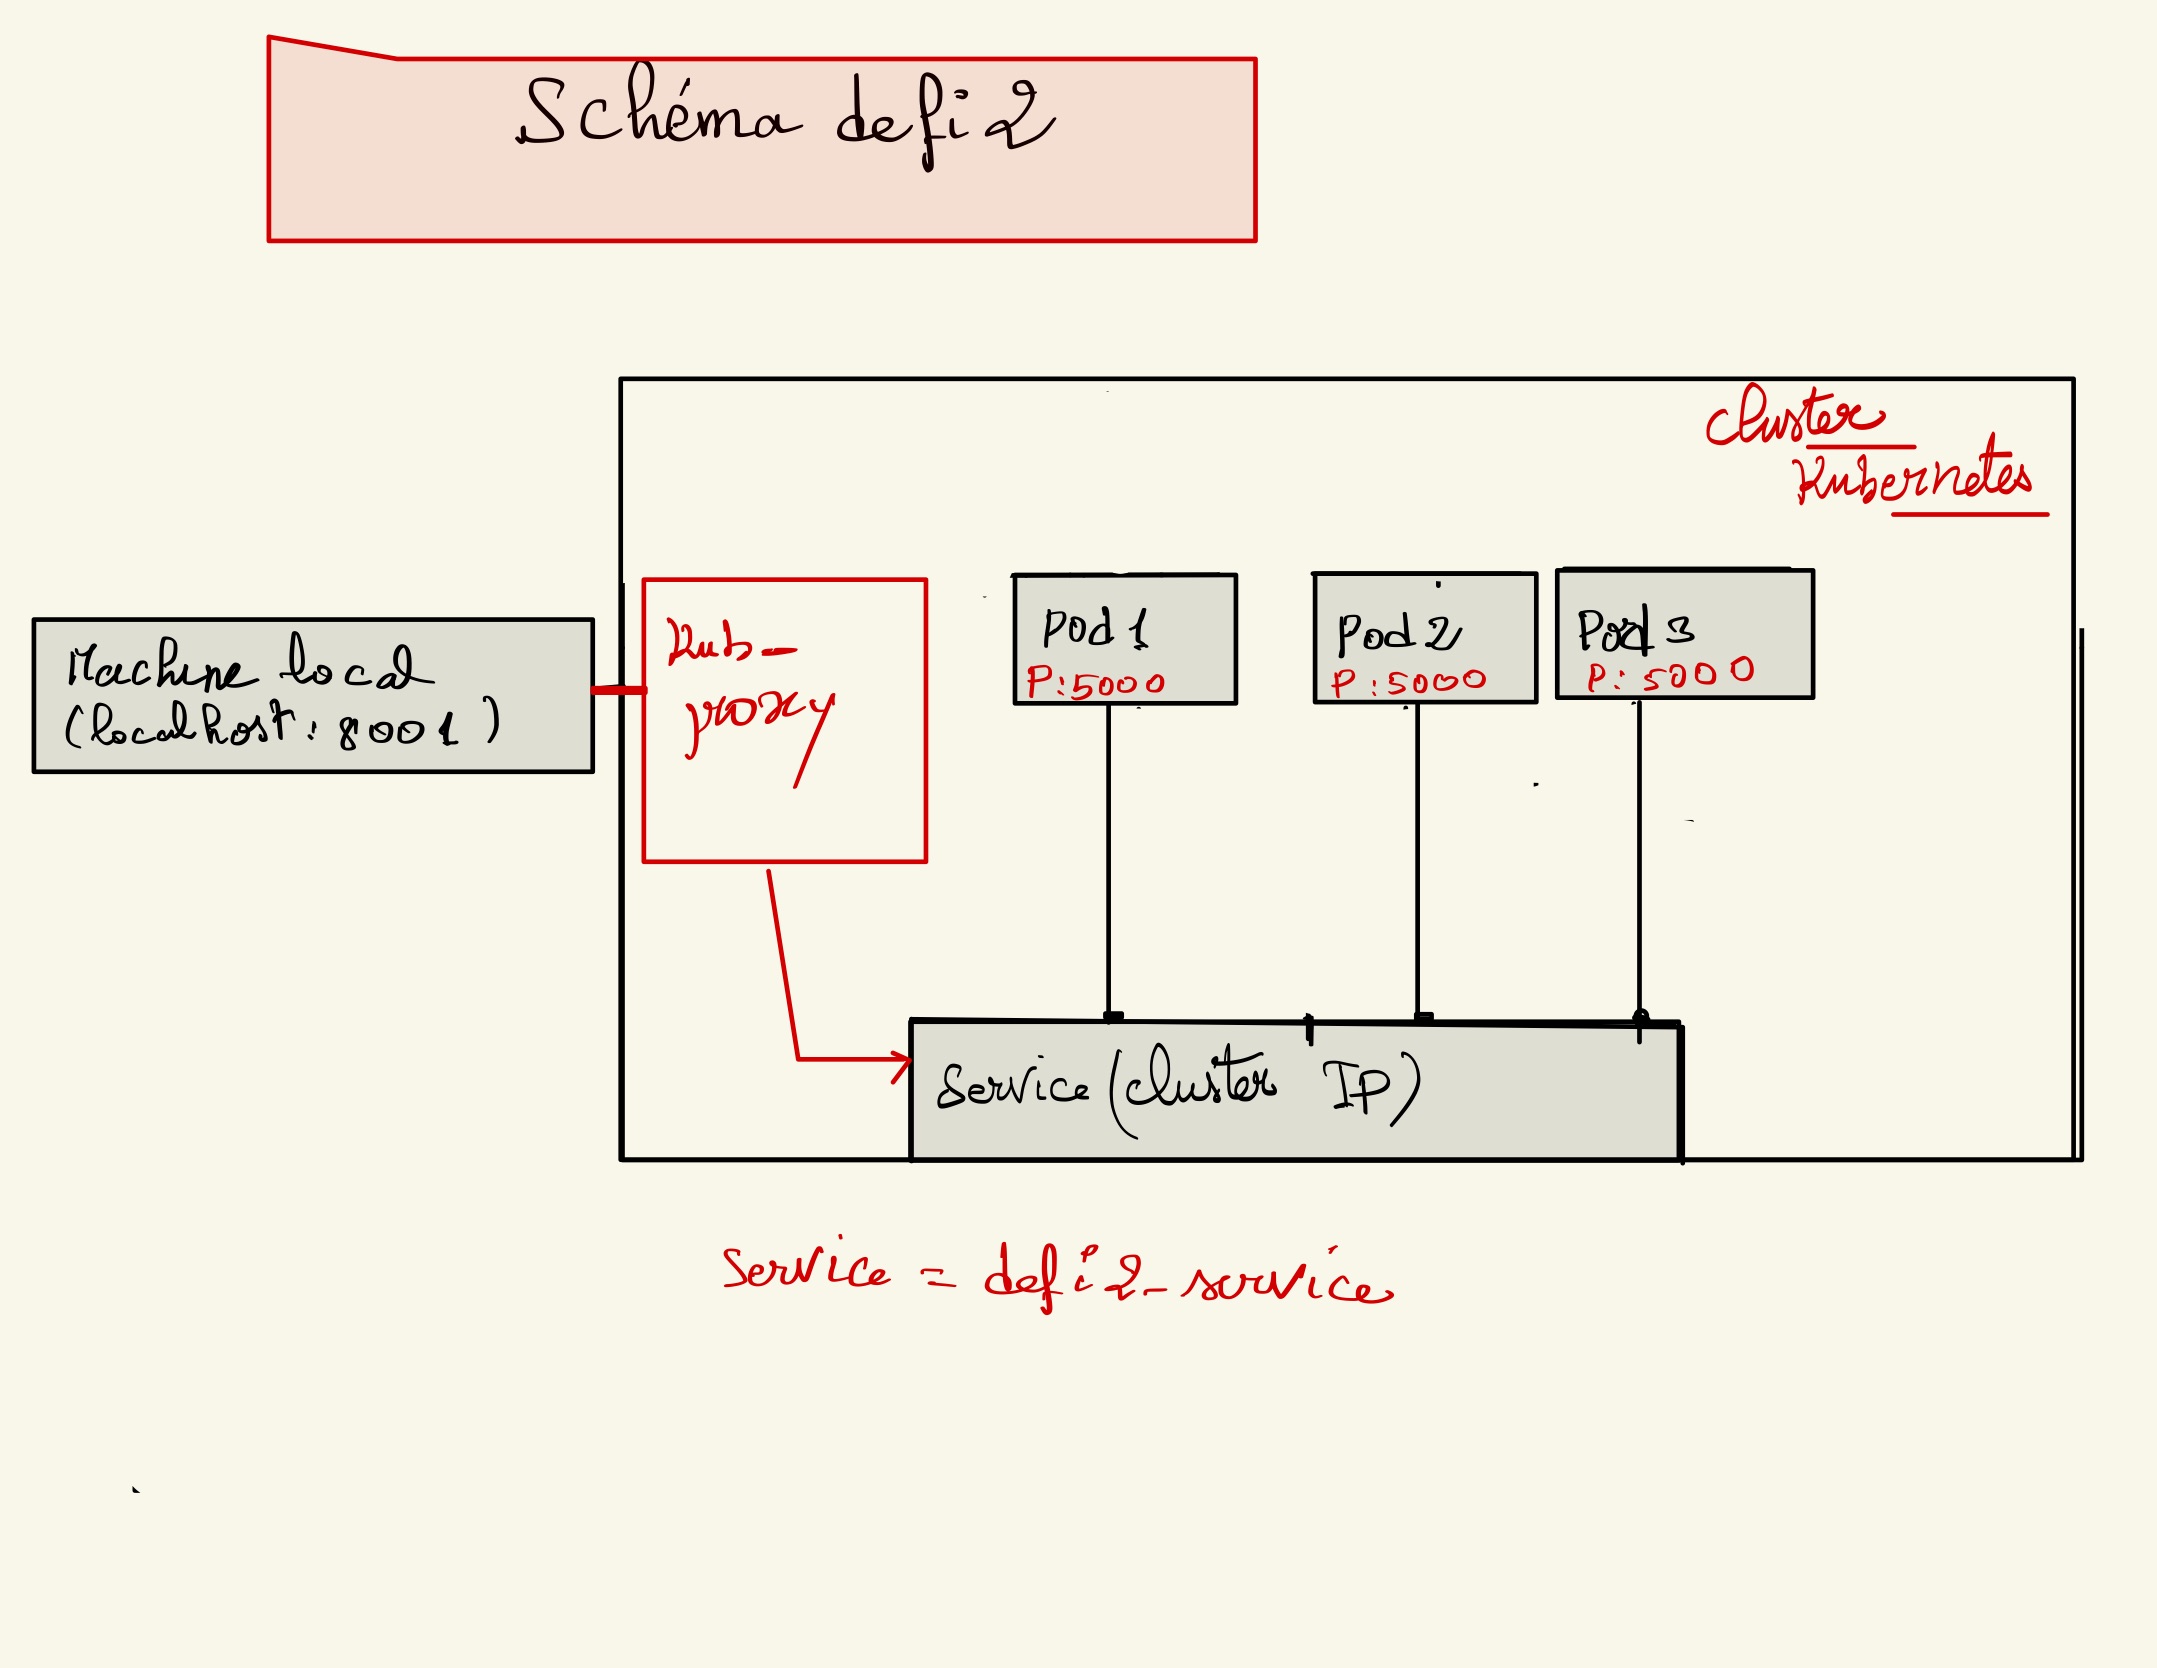 Schéma defi 2
Cluster
Kubernetes
Machine local
(localhost: 8001)
Kub-
proxy
Pod 1
P:5000
Pod 2
P:5000
Pod 3
P:5000
Service (Cluster IP)
Service = defi2-service